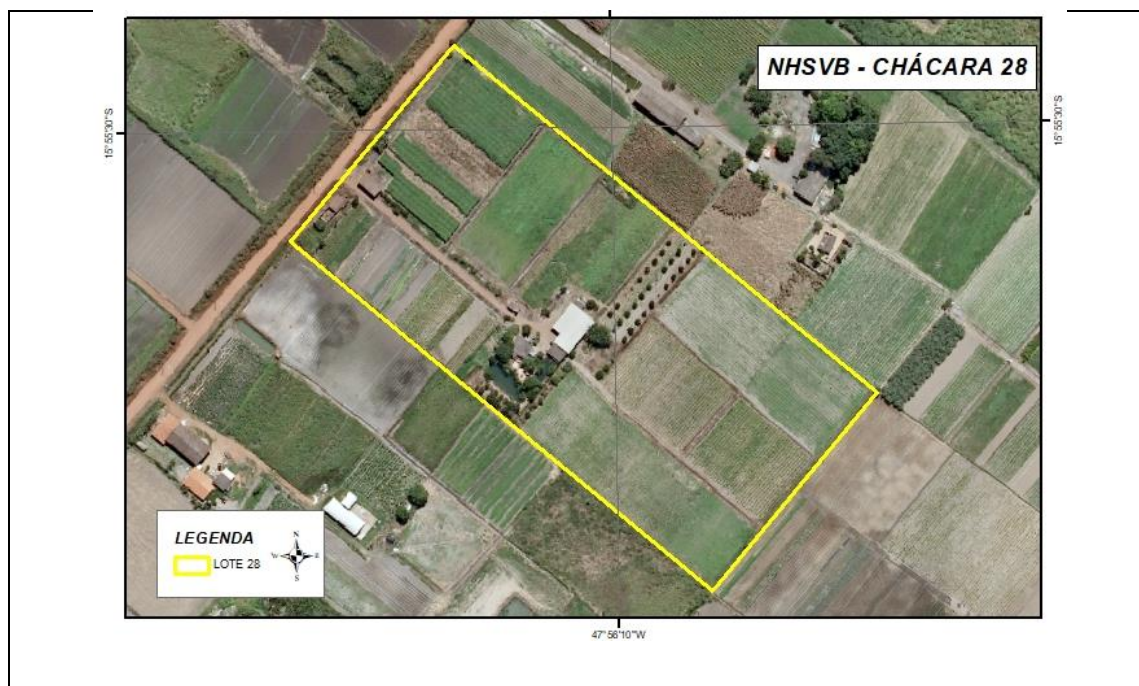 NHSVB - CHÁCARA 28
15°55'30"S
15°55'30"S
LEGENDA
LOTE 28
N
W
E
S
47°56'10"W